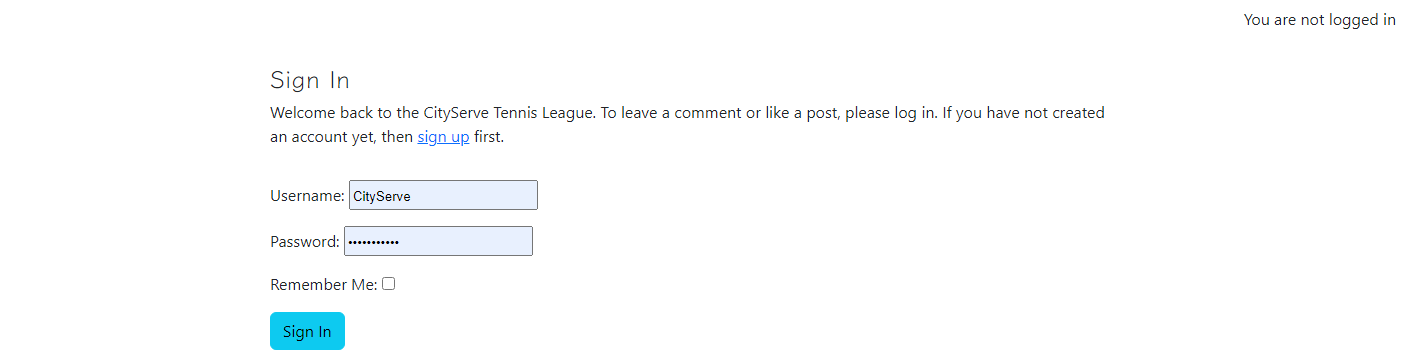 You are not logged in
Sign In
Welcome back to the CityServe Tennis League. To leave a comment or like a post, please log in. If you have not created
an account yet, then sign up first.
Username: CityServe
Password: •••••••••••
Remember Me:
Sign In